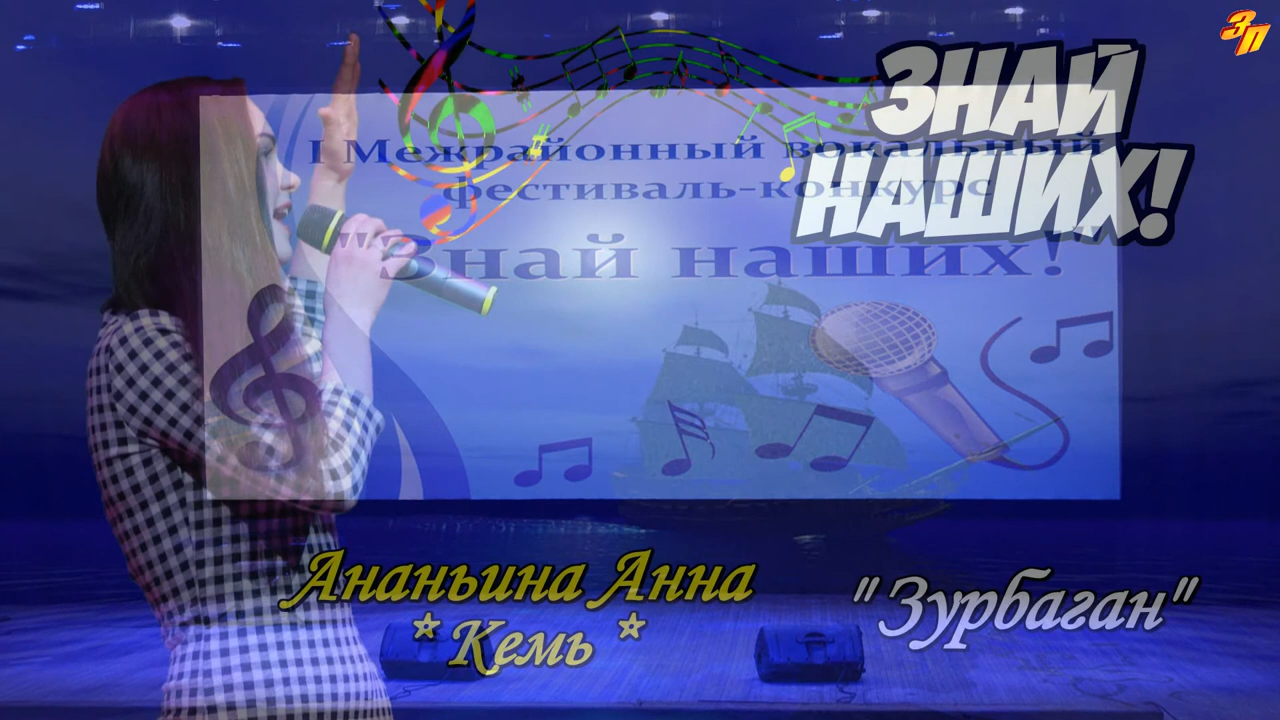 ЗП
ЗНАЙ
НАШИХ!
I Межрайонный вокальный
фестиваль-конкурс
"Знай наших!"
Ананьина Анна
* Кемь *
"Зурбаган"